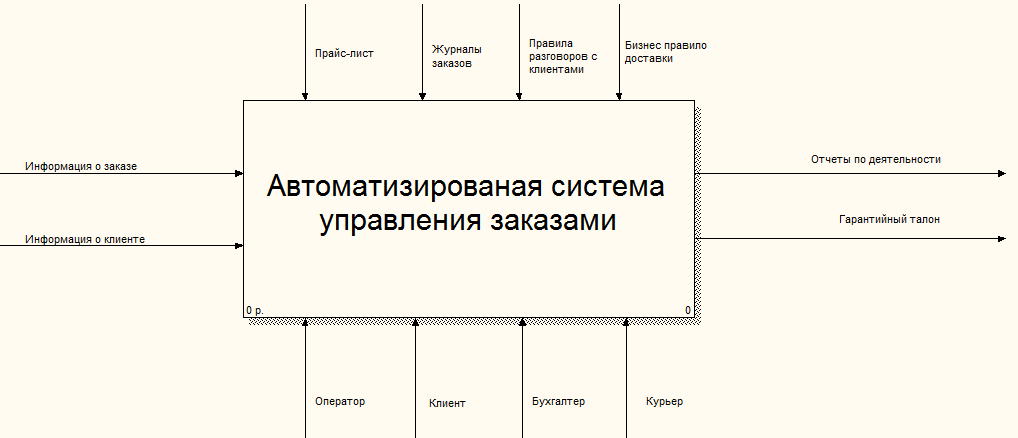 Прайс-лист
Журналы
заказов
Правила
разговоров с
клиентами
Бизнес правило
доставки
Информация о заказе
Информация о клиенте
Автоматизированая система
управления заказами
0 р.
0
Отчеты по деятельности
Гарантийный талон
Оператор
Клиент
Бухгалтер
Курьер